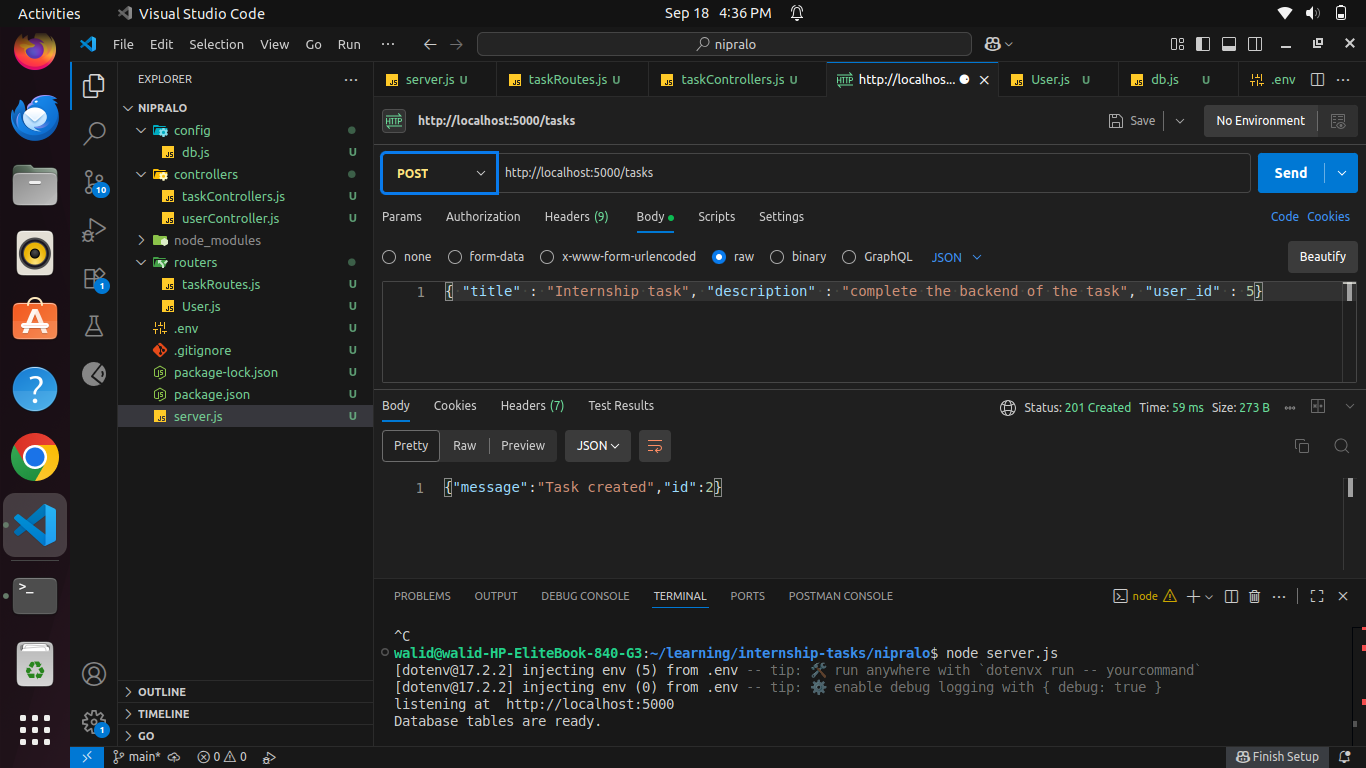 Activities
Visual Studio Code
Sep 18 4:36 PM
File Edit Selection View Go Run ···
nipralo
EXPLORER
server.js U
taskRoutes.js U
taskControllers.js U
http://localhos...
User.js U
db.js U
.env
NIPRALO
config
db.js U
controllers
taskControllers.js U
userController.js U
node_modules
routers
taskRoutes.js U
User.js U
.env U
.gitignore U
package-lock.json U
package.json U
server.js U
OUTLINE
TIMELINE
GO
10
1
1
HTTP
http://localhost:5000/tasks
Save
No Environment
POST
http://localhost:5000/tasks
Send
Params Authorization Headers (9) Body Scripts Settings
Code Cookies
none form-data x-www-form-urlencoded raw binary GraphQL JSON
Beautify
1 { "title" : "Internship task", "description" : "complete the backend of the task", "user_id" : 5}
Body Cookies Headers (7) Test Results
Status: 201 Created Time: 59 ms Size: 273 B
Pretty Raw Preview JSON
1 {"message":"Task created","id":2}
PROBLEMS OUTPUT DEBUG CONSOLE TERMINAL PORTS POSTMAN CONSOLE
node
^C
walid@walid-HP-EliteBook-840-G3:~/learning/internship-tasks/nipralo$ node server.js
[dotenv@17.2.2] injecting env (5) from .env -- tip: 🛠️ run anywhere with `dotenvx run -- yourcommand`
[dotenv@17.2.2] injecting env (0) from .env -- tip: ⚙️ enable debug logging with { debug: true }
listening at  http://localhost:5000
Database tables are ready.
main* 0 0
Finish Setup